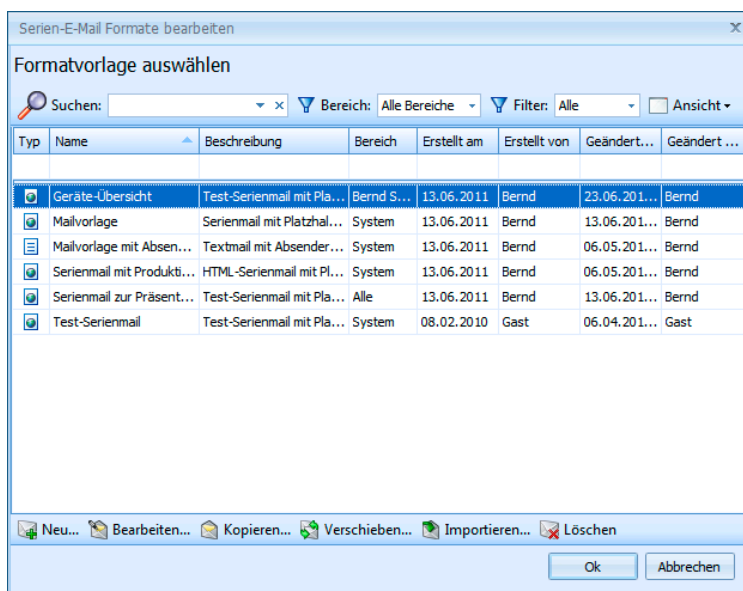 Serien-E-Mail Formate bearbeiten
Formatvorlage auswählen
Suchen: Bereich: Alle Bereiche Filter: Alle Ansicht
Typ Name Beschreibung Bereich Erstellt am Erstellt von Geändert... Geändert ...
Geräte-Übersicht Test-Serienmail mit Pla... Bernd S... 13.06.2011 Bernd 23.06.201... Bernd
Mailvorlage Serienmail mit Platzhal... System 13.06.2011 Bernd 13.06.201... Bernd
Mailvorlage mit Absen... Textmail mit Absender... System 13.06.2011 Bernd 06.05.201... Bernd
Serienmail mit Produkti... HTML-Serienmail mit Pl... System 13.06.2011 Bernd 06.05.201... Bernd
Serienmail zur Präsent... Test-Serienmail mit Pla... Alle 13.06.2011 Bernd 13.06.201... Bernd
Test-Serienmail Test-Serienmail mit Pla... System 08.02.2010 Gast 06.04.201... Gast
Neu... Bearbeiten... Kopieren... Verschieben... Importieren... Löschen
Ok Abbrechen